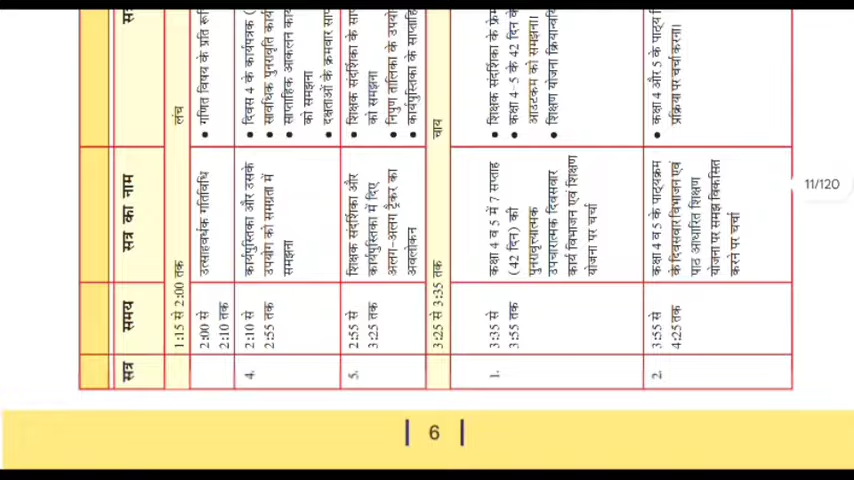 सत्र समय सत्र का नाम
1:15 से 2:00 तक लंच
2:00 से
2:10 तक
उत्साहवर्धक गतिविधि
• गणित विषय के प्रति
4.
2:10 से
2:55 तक
कार्यपुस्तिका और उसके
उपयोग को समग्रता में
समझना
• दिवस 4 के कार्यपत्रक
• सावधिक पुनरावृति
• साप्ताहिक आकलन
को समझना
• दक्षताओं के क्रमवार
5.
2:55 से
3:25 तक
शिक्षक संदर्शिका और
कार्यपुस्तिका में दिए
अलग-अलग ट्रैकर का
अवलोकन
• शिक्षक संदर्शिका के
को समझना
• निपुण तालिका के
• कार्यपुस्तिका के
3:25 से 3:35 तक चाय
1.
3:35 से
3:55 तक
कक्षा 4 व 5 में 7 सप्ताह
(42 दिन) की
पुनरावृत्त्यात्मक
उपचारात्मक दिवसवार
कार्य विभाजन एवं शिक्षण
योजना पर चर्चा
• शिक्षक संदर्शिका के
• कक्षा 4-5 के 42 दिन
को समझना।
• शिक्षण योजना
2.
3:55 से
4:25 तक
कक्षा 4 व 5 के पाठ्यक्रम
के दिवसवार विभाजन एवं
पाठ आधारित शिक्षण
योजना पर समझ विकसित
करने पर चर्चा
• कक्षा 4 और 5 के पाठ्य
प्रक्रिया पर चर्चा करना।
11/120
| 6 |